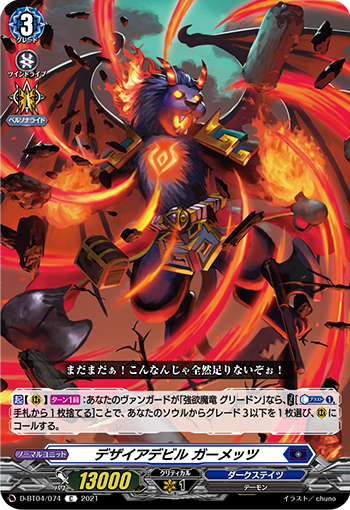 3
グレード
ツインドライブ
ペルソナライド
まだまだぁ！こんなんじゃ全然足りないぞぉ！
起【】ターン1回：あなたのヴァンガードが「強欲魔竜 グリードン」なら、【ブラスト1,
手札から1枚捨てる】ことで、あなたのソウルからグレード3以下を1枚選び、に
コールする。
ノーマルユニット
デザイアデビル ガーメッツ
パワー 13000
クリティカル
1
ダークステイツ
デーモン
D-BT04/074 C 2021
イラスト／chuno